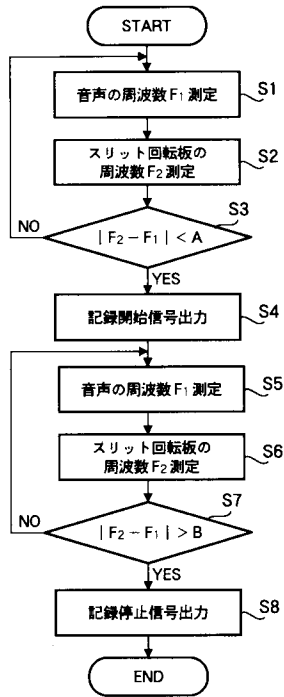 START
音声の周波数F₁測定
S1
スリット回転板の
周波数F₂測定
S2
S3
|F₂-F₁|<A
NO
YES
記録開始信号出力
S4
音声の周波数F₁測定
S5
スリット回転板の
周波数F₂測定
S6
S7
|F₂-F₁|>B
NO
YES
記録停止信号出力
S8
END